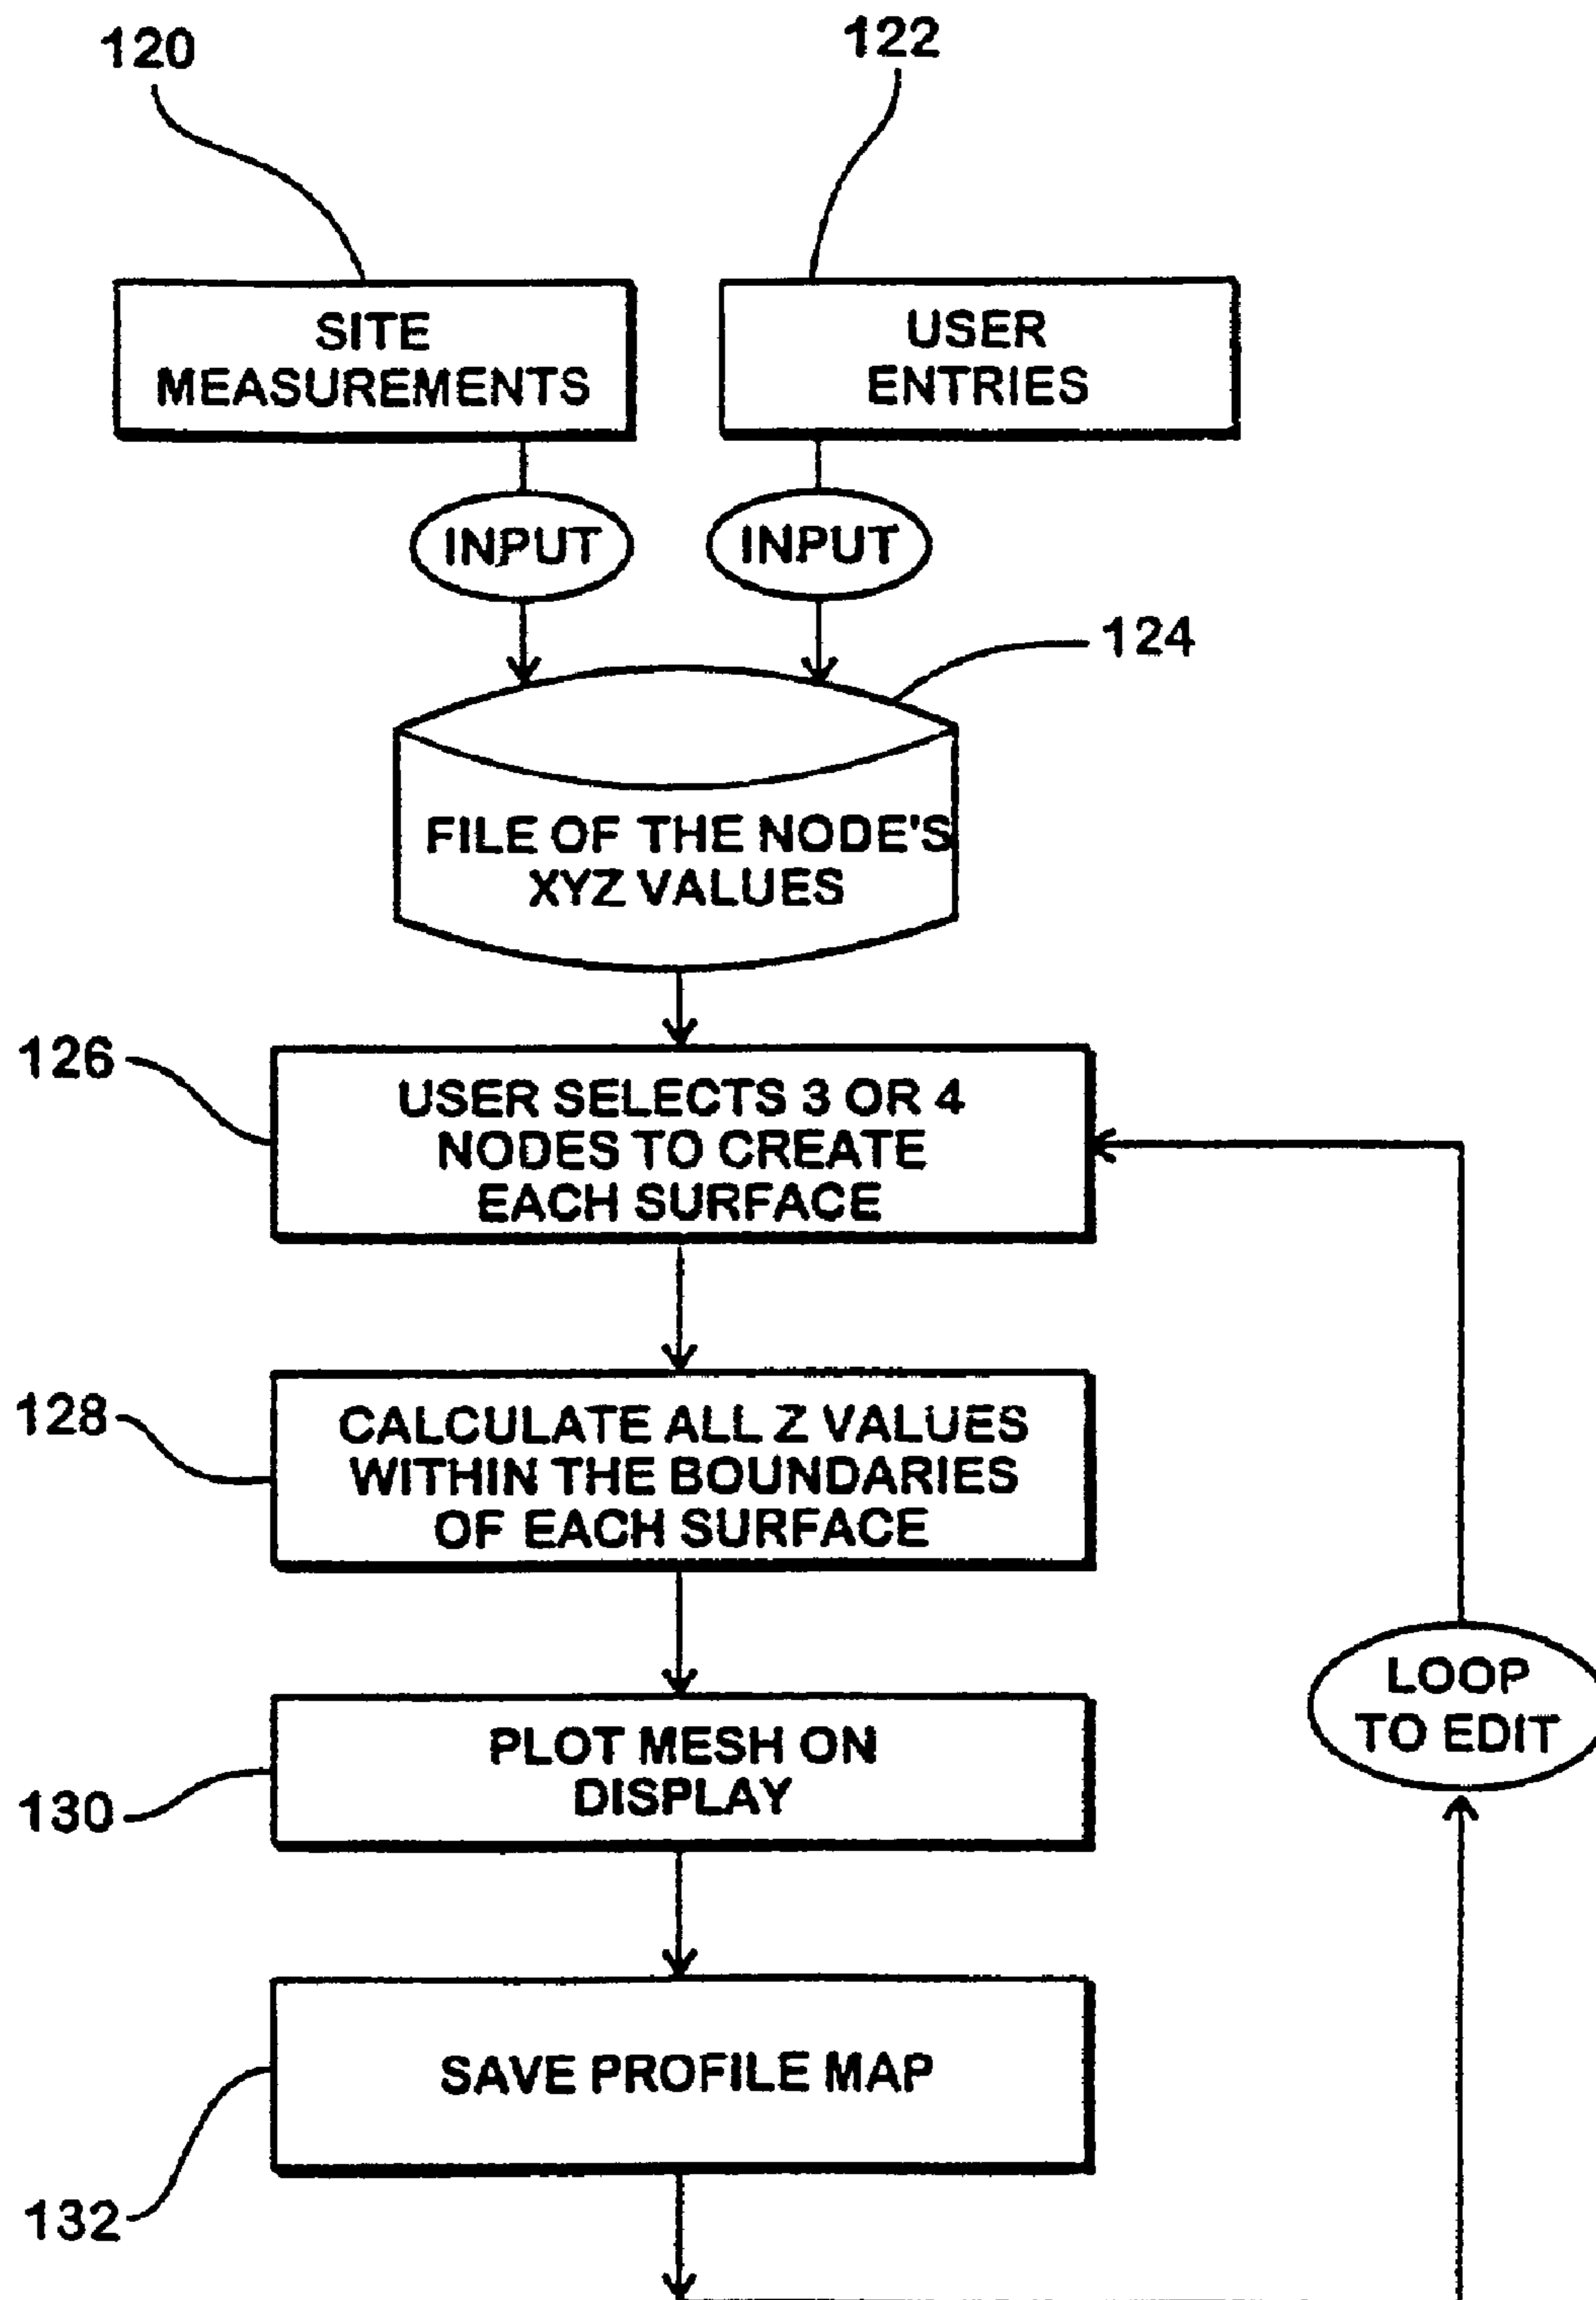 120
122
SITE
MEASUREMENTS
USER
ENTRIES
INPUT
INPUT
124
FILE OF THE NODE'S
XYZ VALUES
126
USER SELECTS 3 OR 4
NODES TO CREATE
EACH SURFACE
128
CALCULATE ALL Z VALUES
WITHIN THE BOUNDARIES
OF EACH SURFACE
LOOP
TO EDIT
130
PLOT MESH ON
DISPLAY
SAVE PROFILE MAP
132